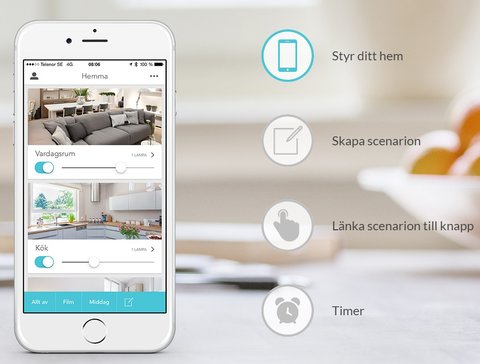 Telenor SE 4G 08:06 100 %
Hemma
Vardagsrum
1 LAMPA
Kök
1 LAMPA
Allt av
Film
Middag
Styr ditt hem
Skapa scenarion
Länka scenarion till knapp
Timer